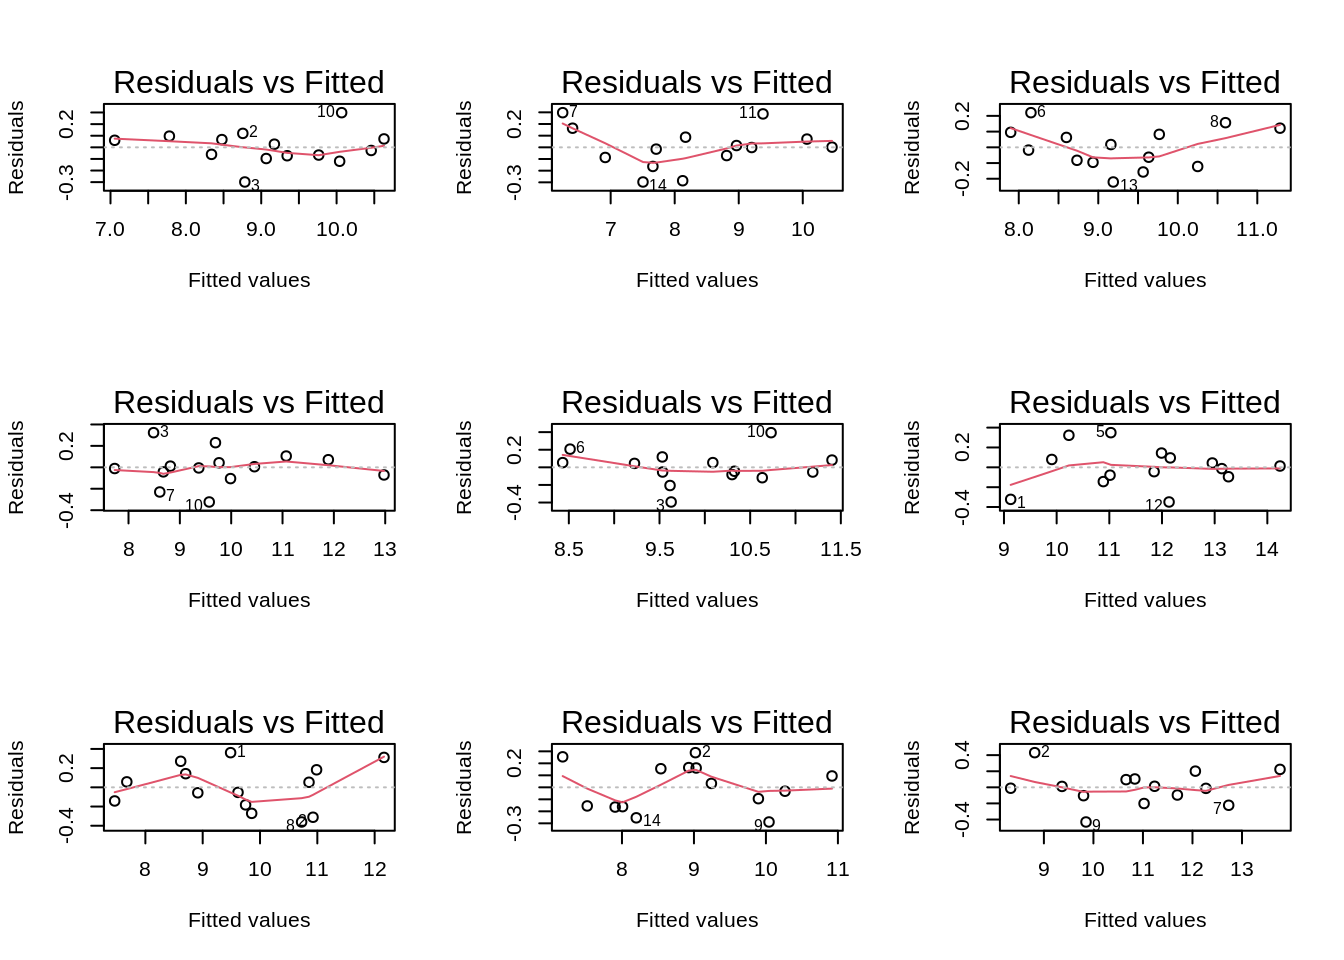 Residuals vs Fitted
Residuals
0.2
-0.3
10
2
3
7.0 8.0 9.0 10.0
Fitted values
Residuals vs Fitted
Residuals
0.2
-0.3
7
11
14
7 8 9 10
Fitted values
Residuals vs Fitted
Residuals
0.2
-0.2
6
8
13
8.0 9.0 10.0 11.0
Fitted values
Residuals vs Fitted
Residuals
0.2
-0.4
3
7
10
8 9 10 11 12 13
Fitted values
Residuals vs Fitted
Residuals
0.2
-0.4
10
6
3
8.5 9.5 10.5 11.5
Fitted values
Residuals vs Fitted
Residuals
0.2
-0.4
5
1
12
9 10 11 12 13 14
Fitted values
Residuals vs Fitted
Residuals
0.2
-0.4
1
8
8 9 10 11 12
Fitted values
Residuals vs Fitted
Residuals
0.2
-0.3
2
14
9
8 9 10 11
Fitted values
Residuals vs Fitted
Residuals
0.4
-0.4
2
7
9
9 10 11 12 13
Fitted values